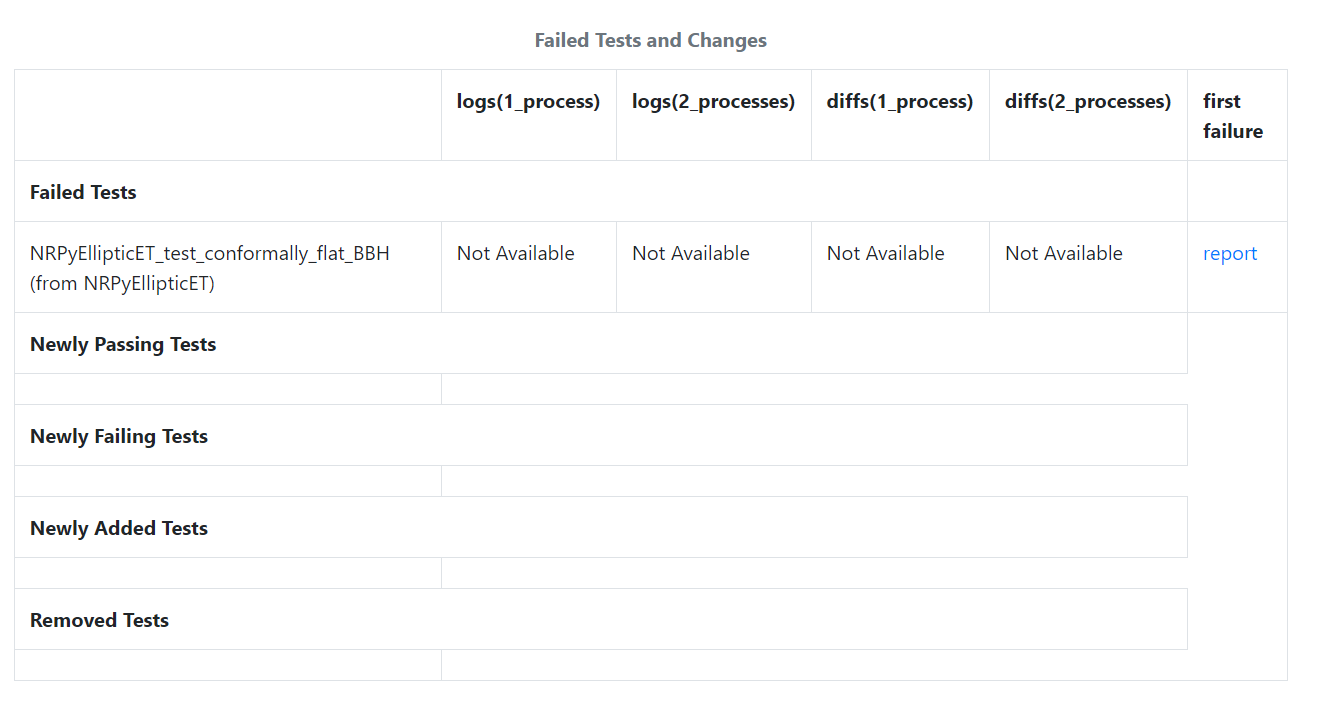 Failed Tests and Changes
logs(1_process) logs(2_processes) diffs(1_process) diffs(2_processes) first
failure
Failed Tests
NRPyEllipticET_test_conformally_flat_BBH Not Available Not Available Not Available Not Available report
(from NRPyEllipticET)
Newly Passing Tests
Newly Failing Tests
Newly Added Tests
Removed Tests